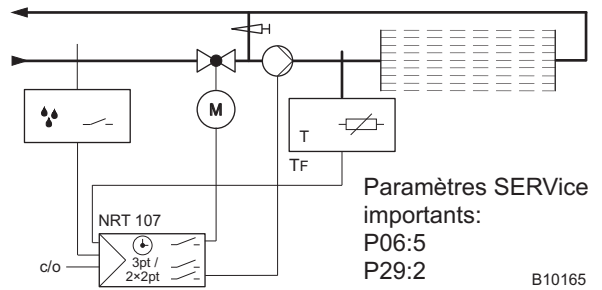 M
T
TF
NRT 107
3pt /
2×2pt
c/o
Paramètres SERVice
importants:
P06:5
P29:2
B10165